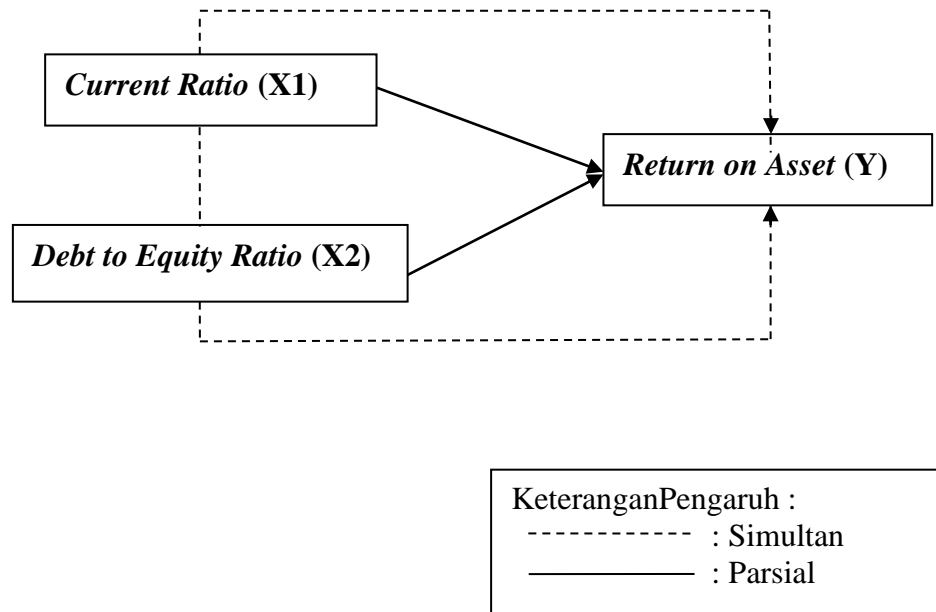 Current Ratio (X1)
Return on Asset (Y)
Debt to Equity Ratio (X2)
KeteranganPengaruh :
: Simultan
: Parsial